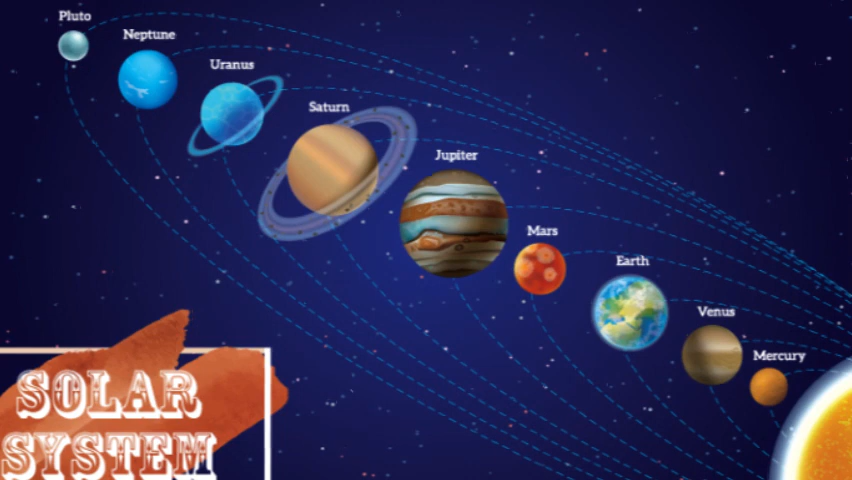 Pluto
Neptune
Uranus
Saturn
Jupiter
Mars
Earth
Venus
Mercury
SOLAR
SYSTEM